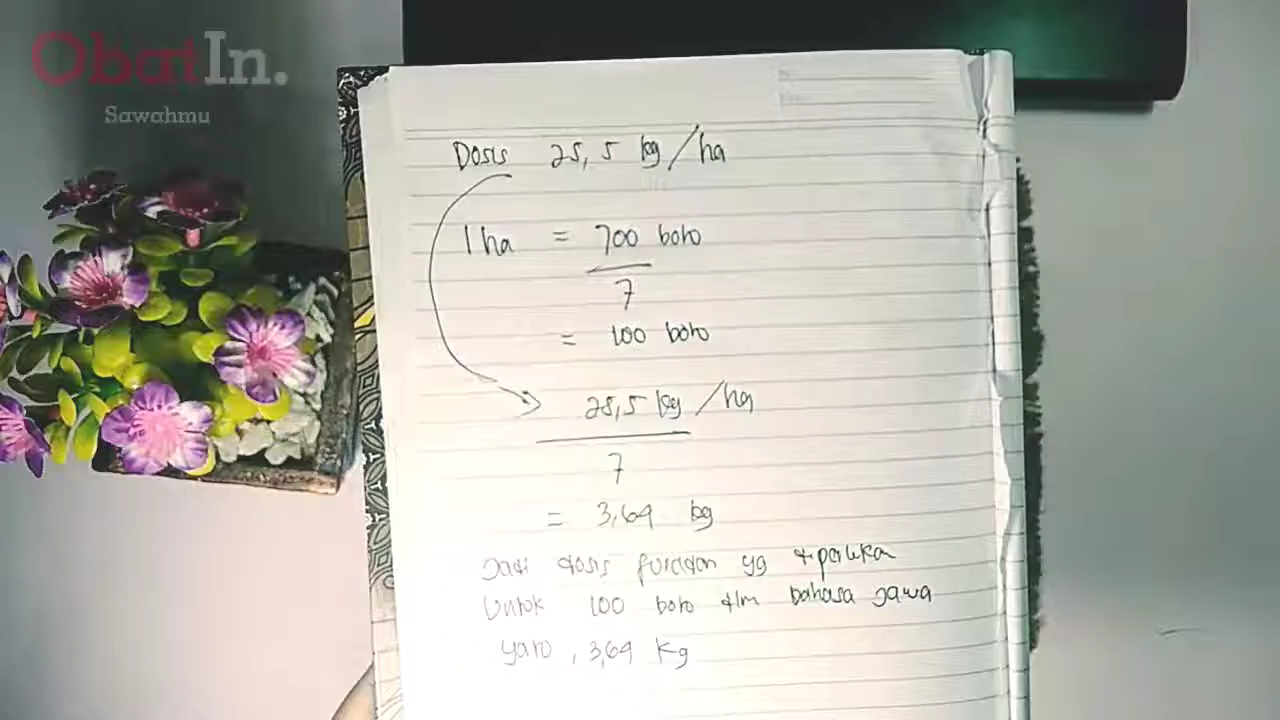 ObatIn.
Sawahmu
Dosis 25,5 kg/ha
1 ha = 700 boto
7
= 100 boto
25,5 kg/ha
7
= 3,64 kg
Jadi dosis furadan yg diperlukan
Untuk 100 boto dlm bahasa Jawa
yaro, 3,64 Kg